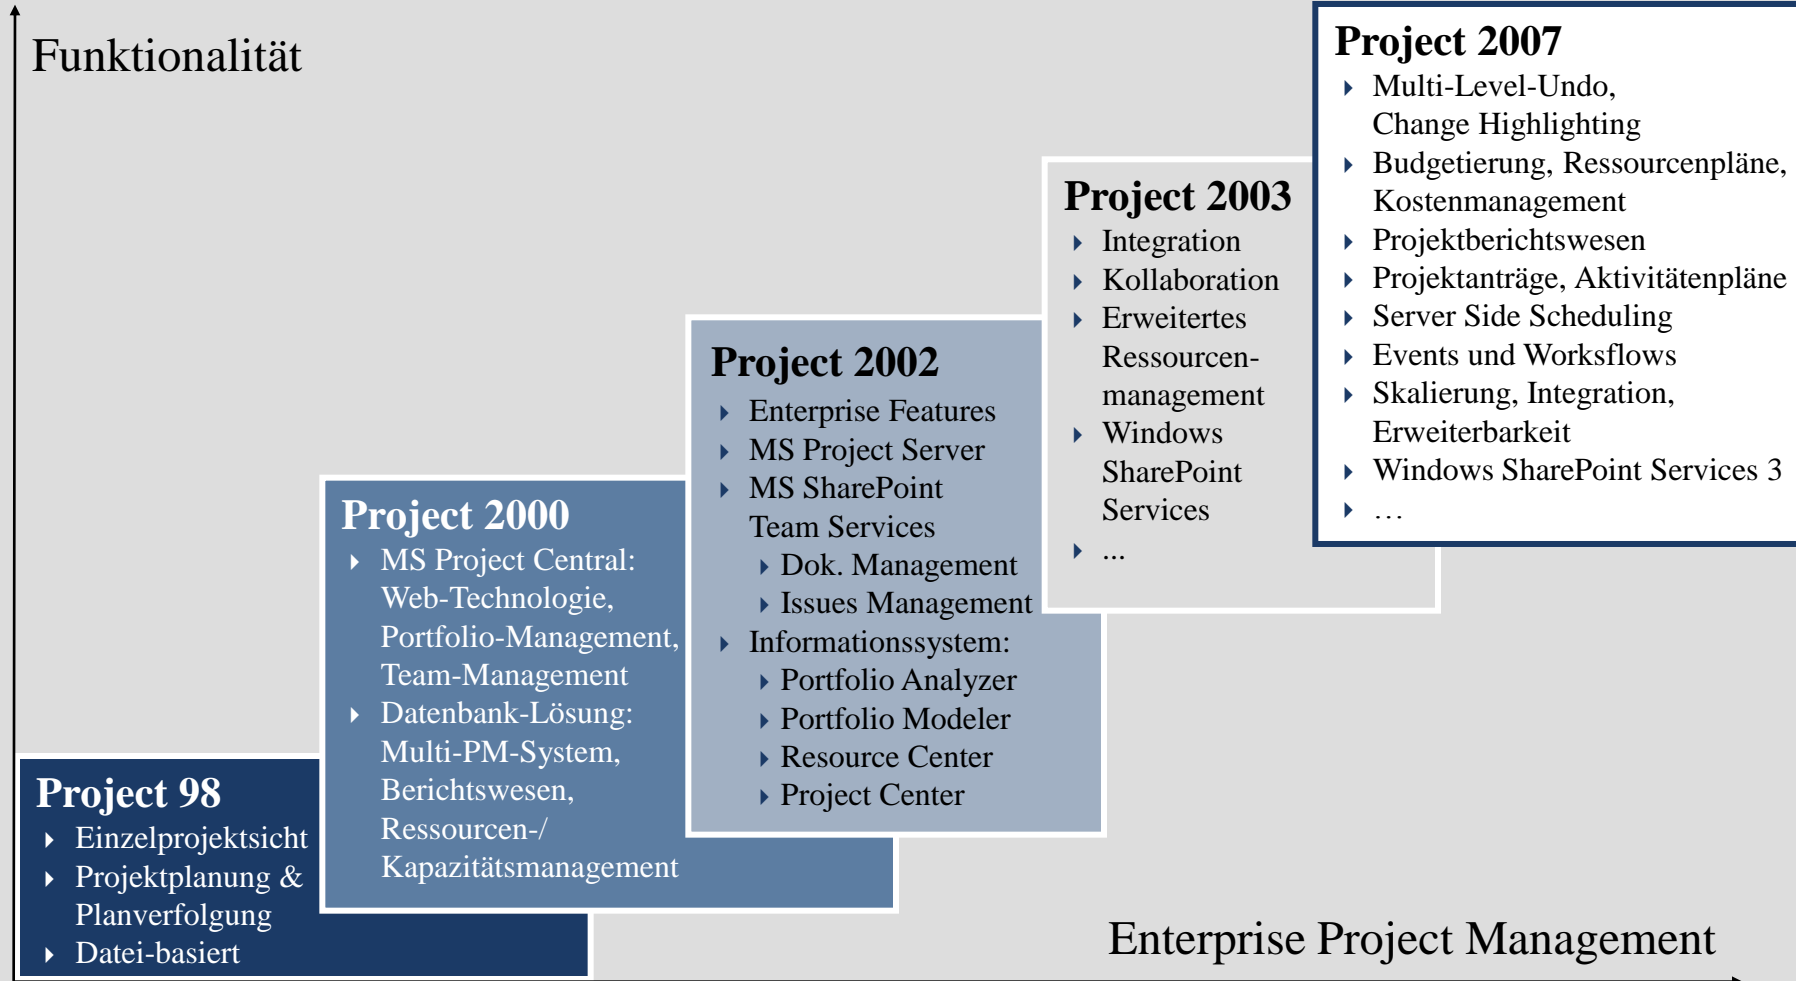 Funktionalität
Project 98
Einzelprojektsicht
Projektplanung &
Planverfolgung
Datei-basiert
Project 2000
MS Project Central:
Web-Technologie,
Portfolio-Management,
Team-Management
Datenbank-Lösung:
Multi-PM-System,
Berichtswesen,
Ressourcen-/
Kapazitätsmanagement
Project 2002
Enterprise Features
MS Project Server
MS SharePoint
Team Services
Dok. Management
Issues Management
Informationssystem:
Portfolio Analyzer
Portfolio Modeler
Resource Center
Project Center
Project 2003
Integration
Kollaboration
Erweitertes
Ressourcen-
management
Windows
SharePoint
Services
...
Project 2007
Multi-Level-Undo,
Change Highlighting
Budgetierung, Ressourcenpläne,
Kostenmanagement
Projektberichtswesen
Projektanträge, Aktivitätenpläne
Server Side Scheduling
Events und Worksflows
Skalierung, Integration,
Erweiterbarkeit
Windows SharePoint Services 3
…
Enterprise Project Management